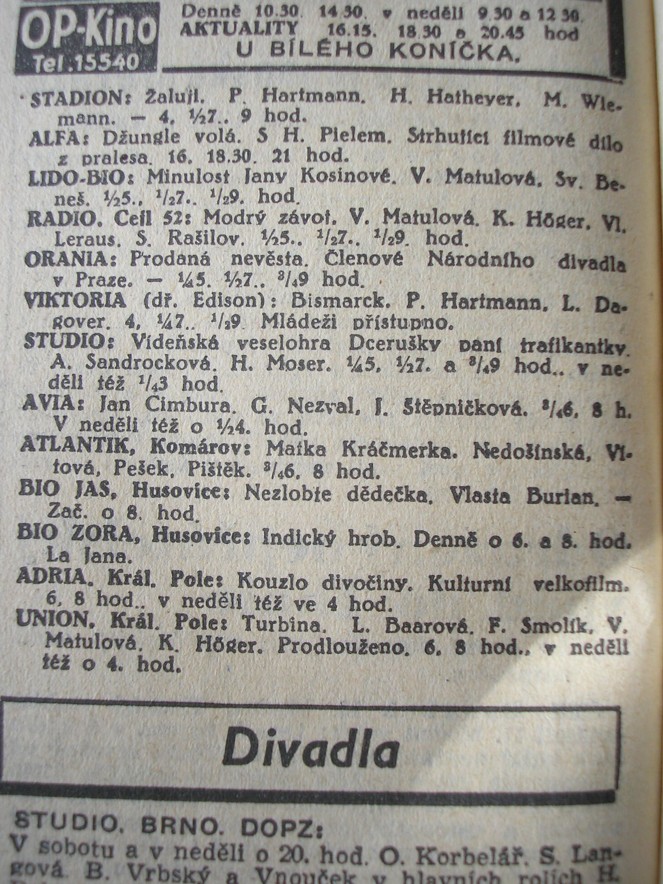 OP-Kino
Tel.15540
Denně 10.30. 14 30. v neděli 9 30 a 12 30.
AKTUALITY 16.15. 18.30 a 20.45 hod
U BÍLÉHO KONÍČKA.
STADION: Žaluji. P. Hartmann. H. Hatheyer, M. Wie-
mann. — 4, ½7.. 9 hod.
ALFA: Džungle volá. S H. Pielem. Strhující filmové dílo
z pralesa. 16. 18.30. 21 hod.
LIDO-BIO: Minulost Jany Kosinové. V. Matulová, Sv. Be-
neš. ½5., ½7.. ½9. hod.
RADIO. Cejl 52: Modrý závoj. V. Matulová. K. Höger, Vl.
Leraus. S. Rašilov. ½5.. ½7.. ½9. hod.
ORANIA: Prodaná nevěsta. Členové Národního divadla
v Praze. — ¼5. ½7.. ¾9 hod.
VIKTORIA (dř. Edison): Bismarck. P. Hartmann, L. Da-
gover. 4, ¼7.. ½9 Mládeži přístupno.
STUDIO: Vídeňská veselohra Dcerušky paní trafikantky.
A. Sandrocková. H. Moser. ¼5, ½7. a ¾9 hod., v ne-
děli též ½3 hod.
AVIA: Jan Cimbura. G. Nezval, J. Štěpničková. ¾6, 8 h.
V neděli též o ½4. hod.
ATLANTIK, Komárov: Matka Kráčmerka. Nedošínská, Ví-
tová, Pešek, Pištěk. ¾6, 8 hod.
BIO JAS, Husovice: Nezlobte dědečka. Vlasta Burian. —
Zač. o 8. hod.
BIO ZORA, Husovice: Indický hrob. Denně o 6. a 8. hod.
La Jana.
ADRIA. Král. Pole: Kouzlo divočiny. Kulturní velkofilm.
6, 8 hod.. v neděli též ve 4 hod.
UNION. Král. Pole: Turbina. L. Baarová. F. Smolík, V.
Matulová, K. Höger. Prodlouženo. 6, 8 hod., v neděli
též o 4. hod.
Divadla
STUDIO. BRNO. DOPZ:
V sobotu a v neděli o 20. hod. O. Korbelář. S. Lan-
gová. B. Vrbský a Vnouček v hlavních rolích H.